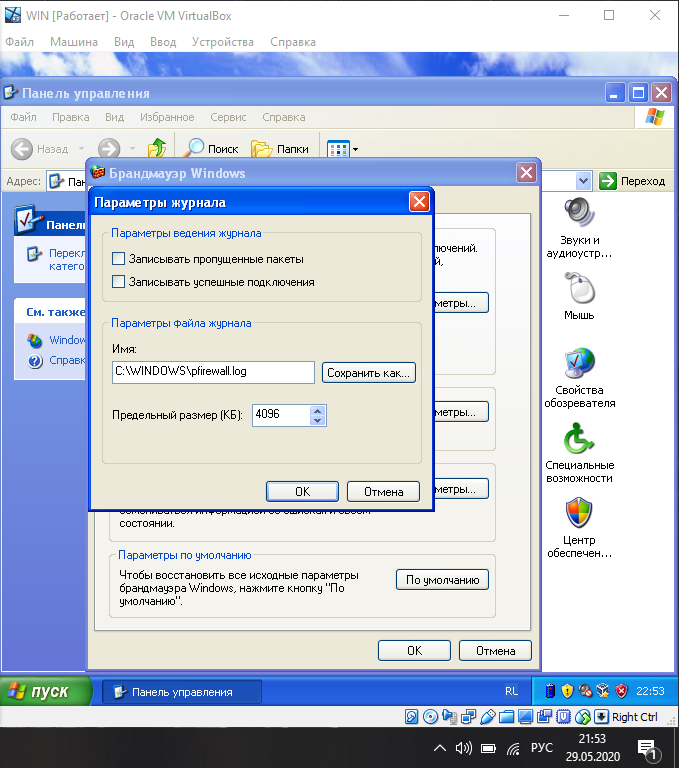 WIN [Работает] - Oracle VM VirtualBox
Файл Машина Вид Ввод Устройства Справка
Панель управления
Файл Правка Вид Избранное Сервис Справка
Назад Поиск Папки
Адрес: Пан Переход
Брандмауэр Windows
Параметры журнала
Параметры ведения журнала
Записывать пропущенные пакеты
Записывать успешные подключения
Параметры файла журнала
Имя:
C:\WINDOWS\pfirewall.log
Сохранить как...
Предельный размер (КБ): 4096
OK Отмена
Панель
Перекл
катего
См. также
Window
Справк
ключений.
й,
метры...
метры...
метры...
состоянии.
Параметры по умолчанию
Чтобы восстановить все исходные параметры
брандмауэра Windows, нажмите кнопку "По
умолчанию".
По умолчанию
OK Отмена
Звуки и
аудиоустр...
Мышь
Свойства
обозревателя
Специальные
возможности
Центр
обеспечен...
пуск Панель управления RL 22:53
Right Ctrl
РУС 21:53
29.05.2020
1